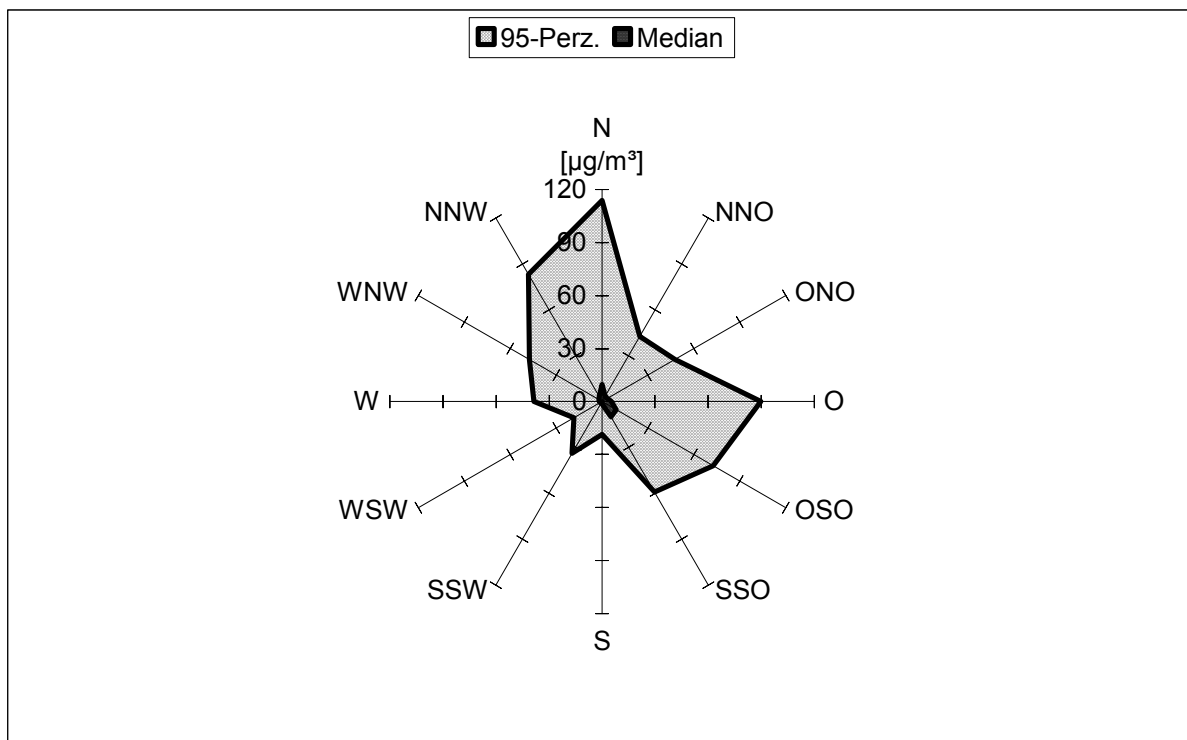 95-Perz. Median
N
[µg/m³]
120
NNW NNO
90
WNW 60 ONO
30
W 0 O
WSW OSO
SSW SSO
S